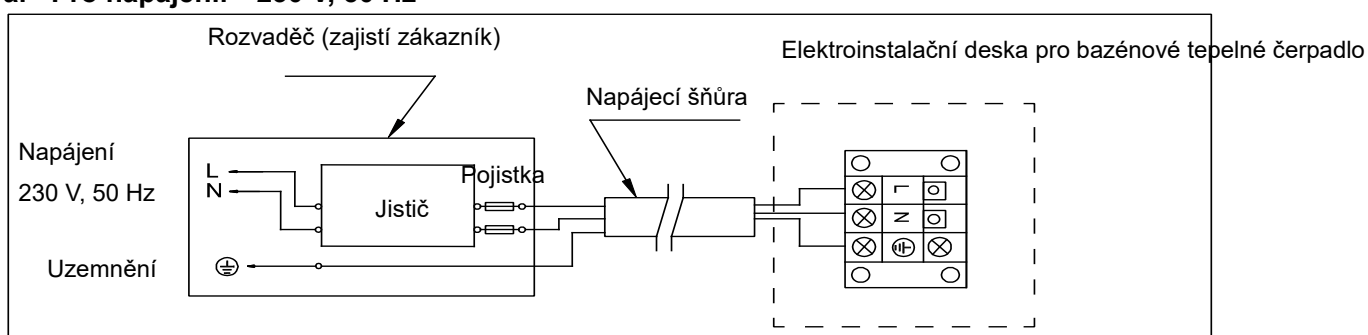 Rozvaděč (zajistí zákazník)
Elektroinstalační deska pro bazénové tepelné čerpadlo
Napájecí šňůra
Napájení
230 V, 50 Hz
L
N
Pojistka
Jistič
Uzemnění
L
N